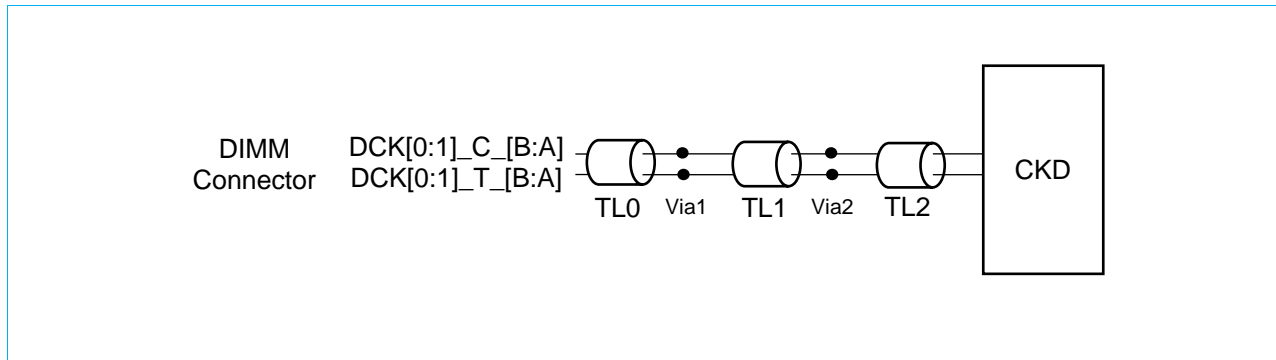 DIMM
Connector
DCK[0:1]_C_[B:A]
DCK[0:1]_T_[B:A]
TL0
Via1
TL1
Via2
TL2
CKD